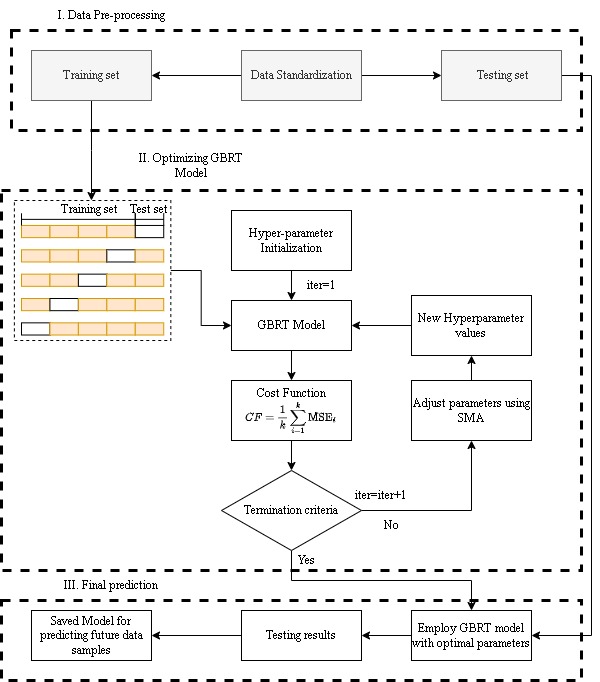 I. Data Pre-processing
Training set
Data Standardization
Testing set
II. Optimizing GBRT
Model
Training set
Test set
Hyper-parameter
Initialization
iter=1
GBRT Model
New Hyperparameter
values
Cost Function
CF = \frac{1}{k} \sum_{i=1}^{k} MSE_i
Adjust parameters using
SMA
Termination criteria
iter=iter+1
No
Yes
III. Final prediction
Saved Model for
predicting future data
samples
Testing results
Employ GBRT model
with optimal parameters